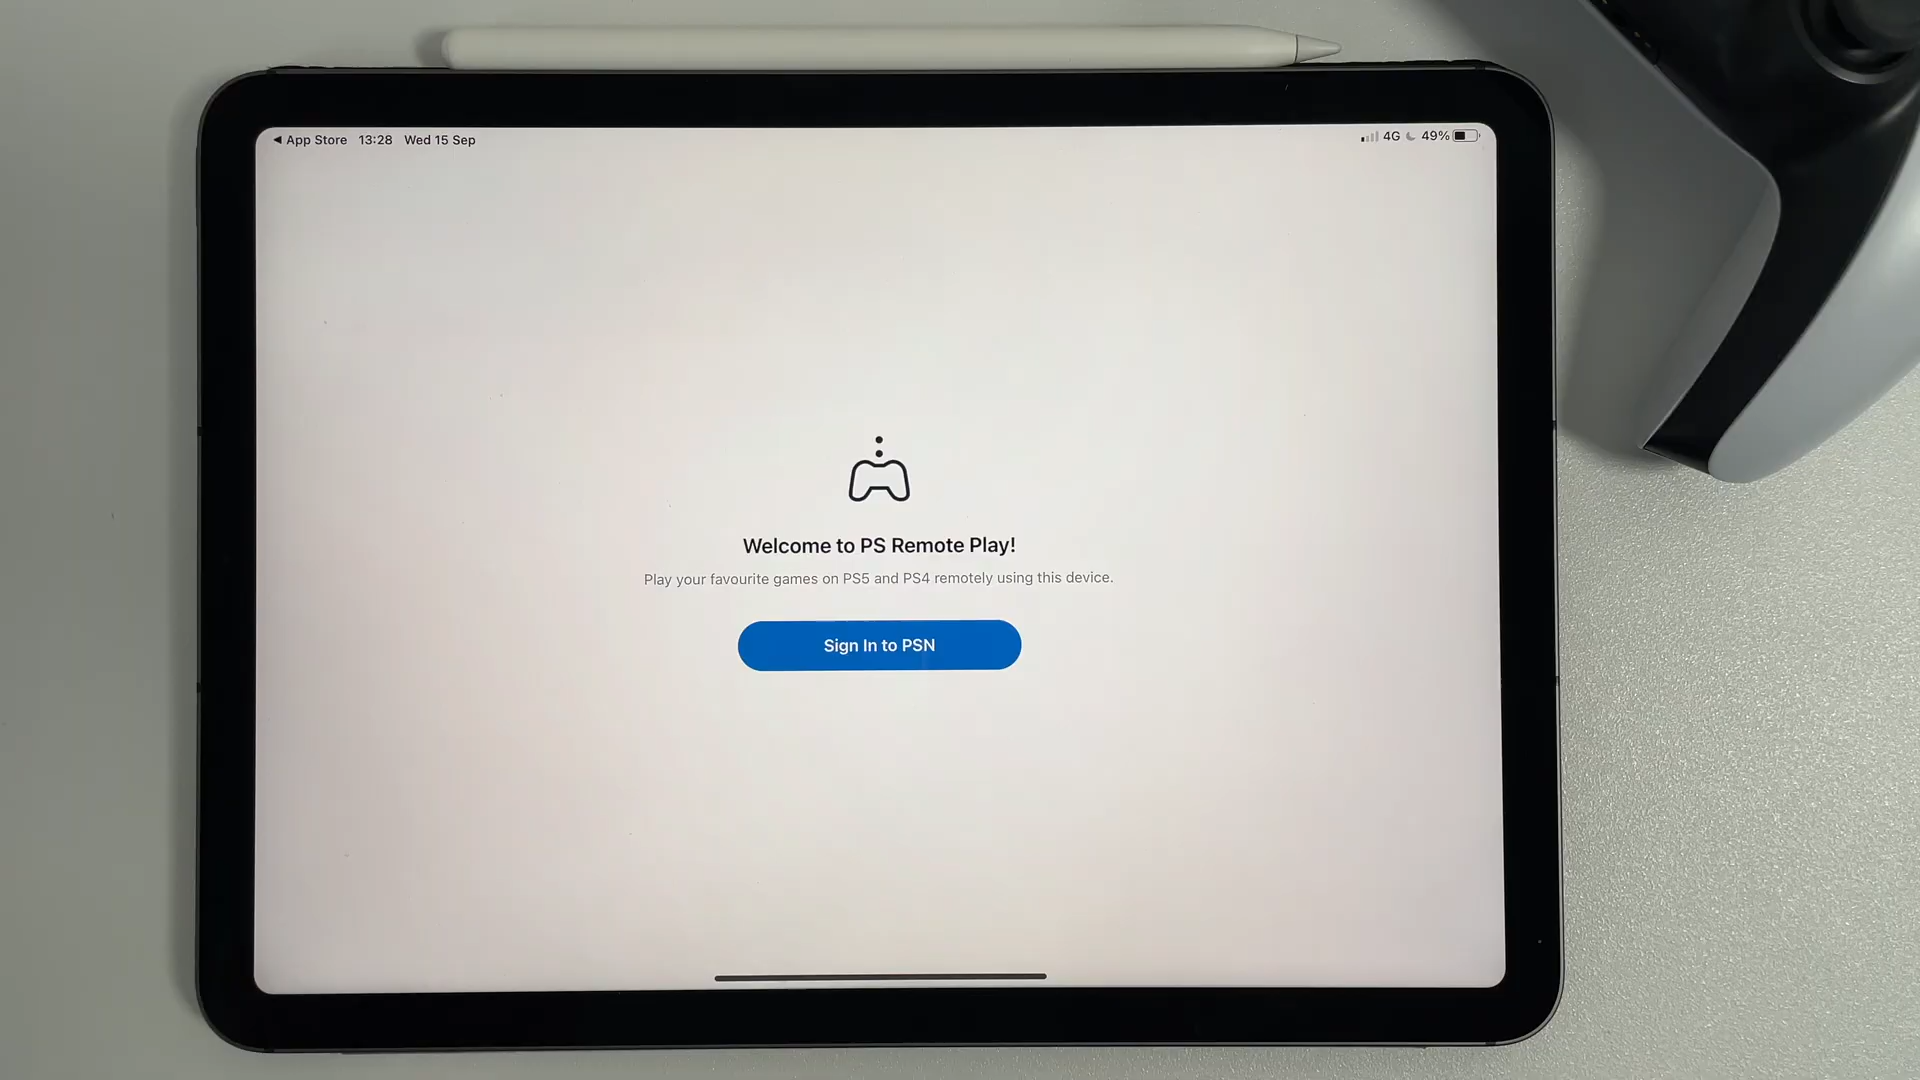 ◀ App Store 13:28 Wed 15 Sep
4G 49%
Welcome to PS Remote Play!
Play your favourite games on PS5 and PS4 remotely using this device.
Sign In to PSN